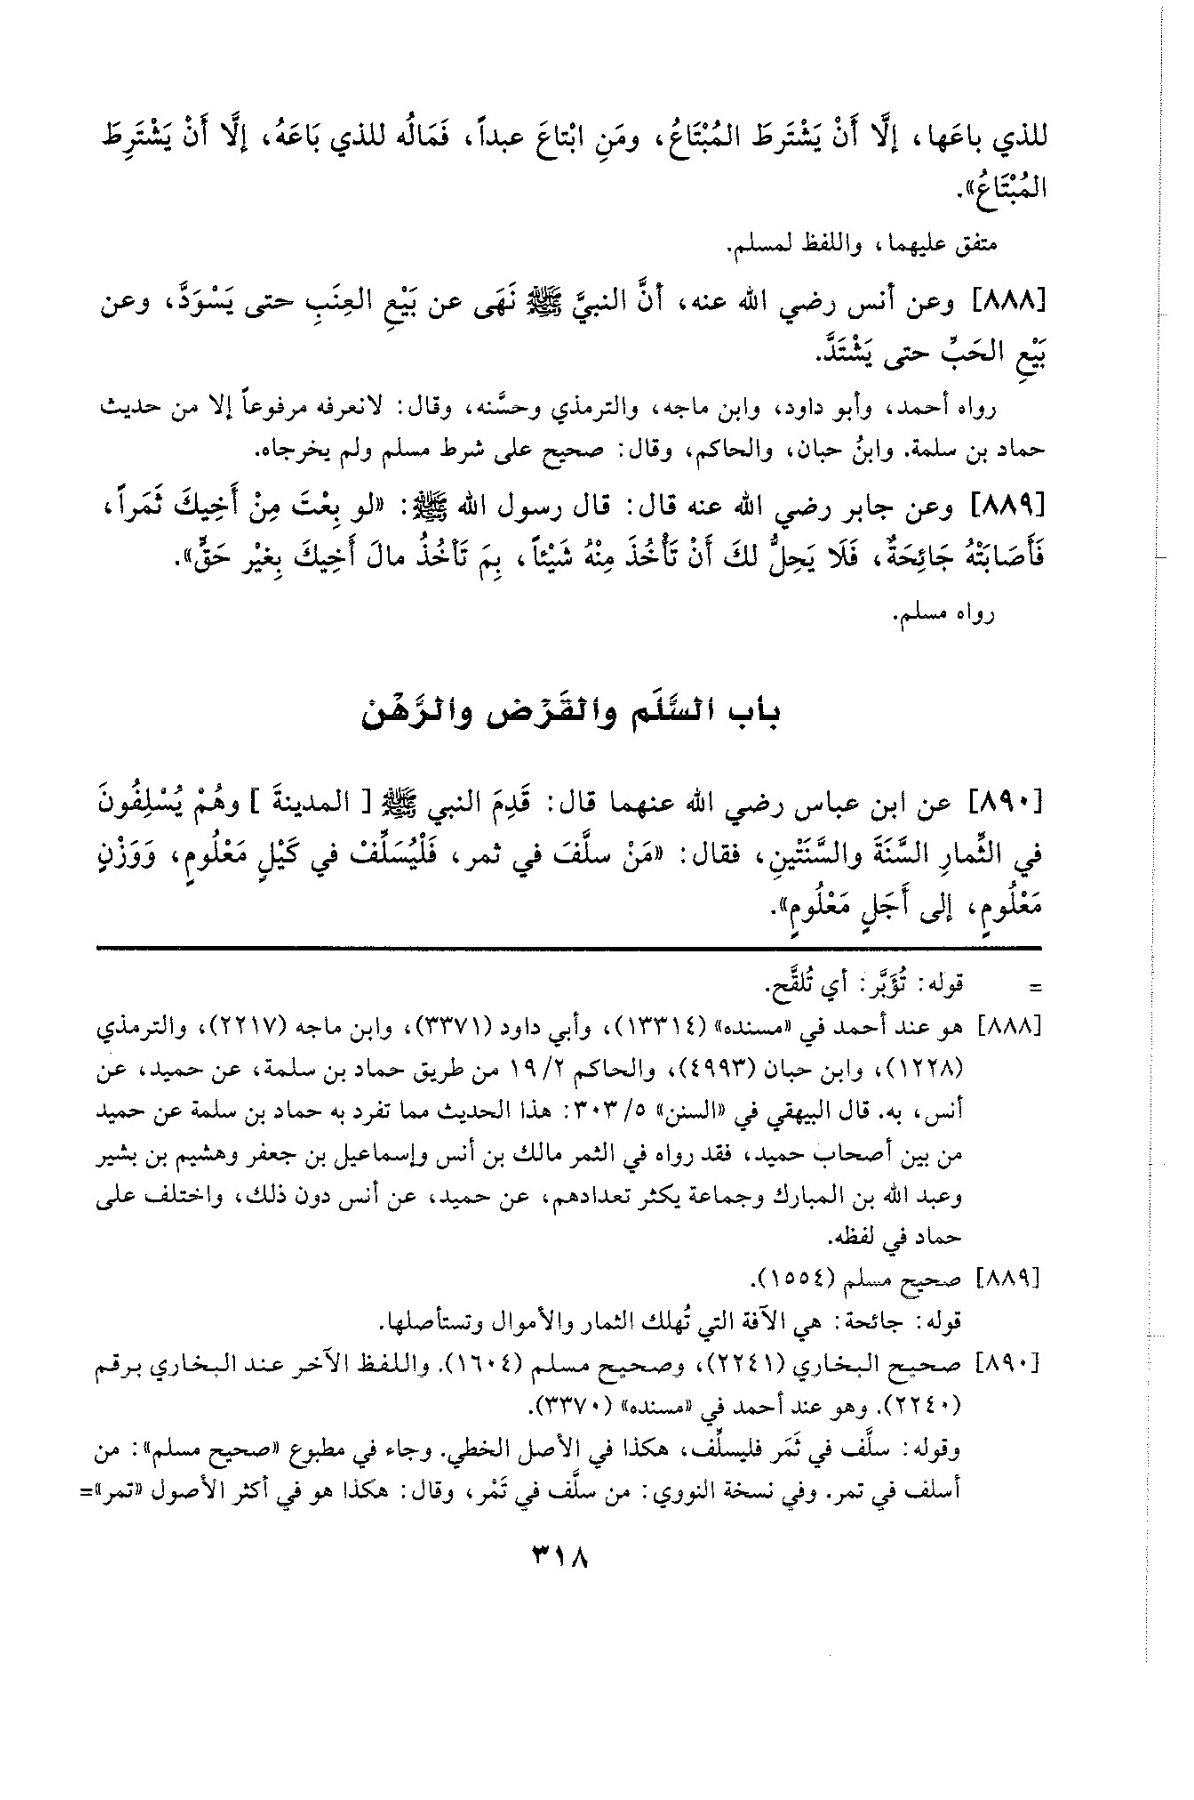 للذي باعَها، إلَّا أَنْ يَشْتَرطَ المُبْتَاعُ، ومَنِ ابْتاعَ عبداً، فَمَالُه للذي بَاعَهُ، إلَّا أَنْ يَشْتَرِطَ
المُبْتَاعُ».
متفق عليهما، واللفظ لمسلم.
[٨٨٨] وعن أنس رضي الله عنه، أنَّ النبيَّ ﷺ نَهَى عن بَيْعِ العِنَبِ حتى يَسْوَدَّ، وعن
بَيْعِ الحَبِّ حتى يَشْتَدَّ.
رواه أحمد، وأبو داود، وابن ماجه، والترمذي وحسَّنه، وقال: لانعرفه مرفوعاً إلا من حديث
حماد بن سلمة. وابنُ حبان، والحاكم، وقال: صحيح على شرط مسلم ولم يخرجاه.
[٨٨٩] وعن جابر رضي الله عنه قال: قال رسول الله ﷺ: «لو بِعْتَ مِنْ أَخِيكَ ثَمَراً،
فَأَصَابَتْهُ جَائِحَةٌ، فَلَا يَحِلُّ لكَ أَنْ تَأْخُذَ مِنْهُ شَيْئاً، بِمَ تَأخُذُ مالَ أَخِيكَ بِغيْر حَقٍّ».
رواه مسلم.
باب السَّلَم والقَرْض والرَّهْن
[٨٩٠] عن ابن عباس رضي الله عنهما قال: قَدِمَ النبي ﷺ [ المدينةَ ] وهُمْ يُسْلِفُونَ
في الثِّمارِ السَّنَةَ والسَّنَتْينِ، فقال: «مَنْ سلَّفَ في ثمر، فَلْيُسَلِّفْ في كَيْلٍ مَعْلُومٍ، وَوَزْنٍ
مَعْلُومٍ، إلى أَجَلٍ مَعْلُومٍ».
= قوله: تُؤَبَّر: أي تُلقَّح.
[٨٨٨] هو عند أحمد في «مسنده» (١٣٣١٤)، وأبي داود (٣٣٧١)، وابن ماجه (٢٢١٧)، والترمذي
(١٢٢٨)، وابن حبان (٤٩٩٣)، والحاكم ١٩/٢ من طريق حماد بن سلمة، عن حميد، عن
أنس، به. قال البيهقي في «السنن» ٣٠٣/٥: هذا الحديث مما تفرد به حماد بن سلمة عن حميد
من بين أصحاب حميد، فقد رواه في الثمر مالك بن أنس وإسماعيل بن جعفر وهشيم بن بشير
وعبد الله بن المبارك وجماعة يكثر تعدادهم، عن حميد، عن أنس دون ذلك، واختلف على
حماد في لفظه.
[٨٨٩] صحيح مسلم (١٥٥٤).
قوله: جائحة: هي الآفة التي تُهلك الثمار والأموال وتستأصلها.
[٨٩٠] صحيح البخاري (٢٢٤١)، وصحيح مسلم (١٦٠٤). واللفظ الآخر عند البخاري برقم
(٢٢٤٠). وهو عند أحمد في «مسنده» (٣٣٧٠).
وقوله: سلَّف في ثَمَر فليسلِّف، هكذا في الأصل الخطي. وجاء في مطبوع «صحيح مسلم»: من
أسلف في تمر. وفي نسخة النووي: من سلَّف في تَمْر، وقال: هكذا هو في أكثر الأصول «تمر»=
٣١٨